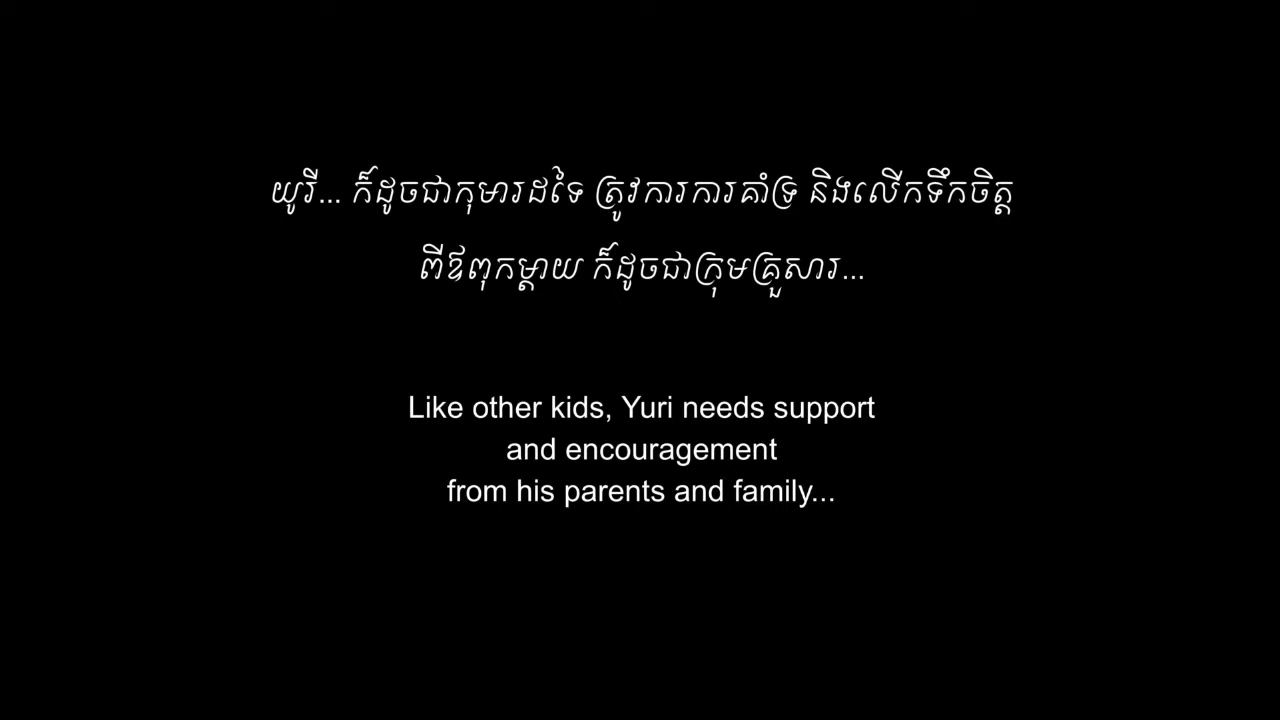 យូរី... ក៏ដូចជាកុមារដទៃ ត្រូវការការគាំទ្រ និងលើកទឹកចិត្ត
ពីឪពុកម្តាយ ក៏ដូចជាក្រុមគ្រួសារ...
Like other kids, Yuri needs support
and encouragement
from his parents and family...